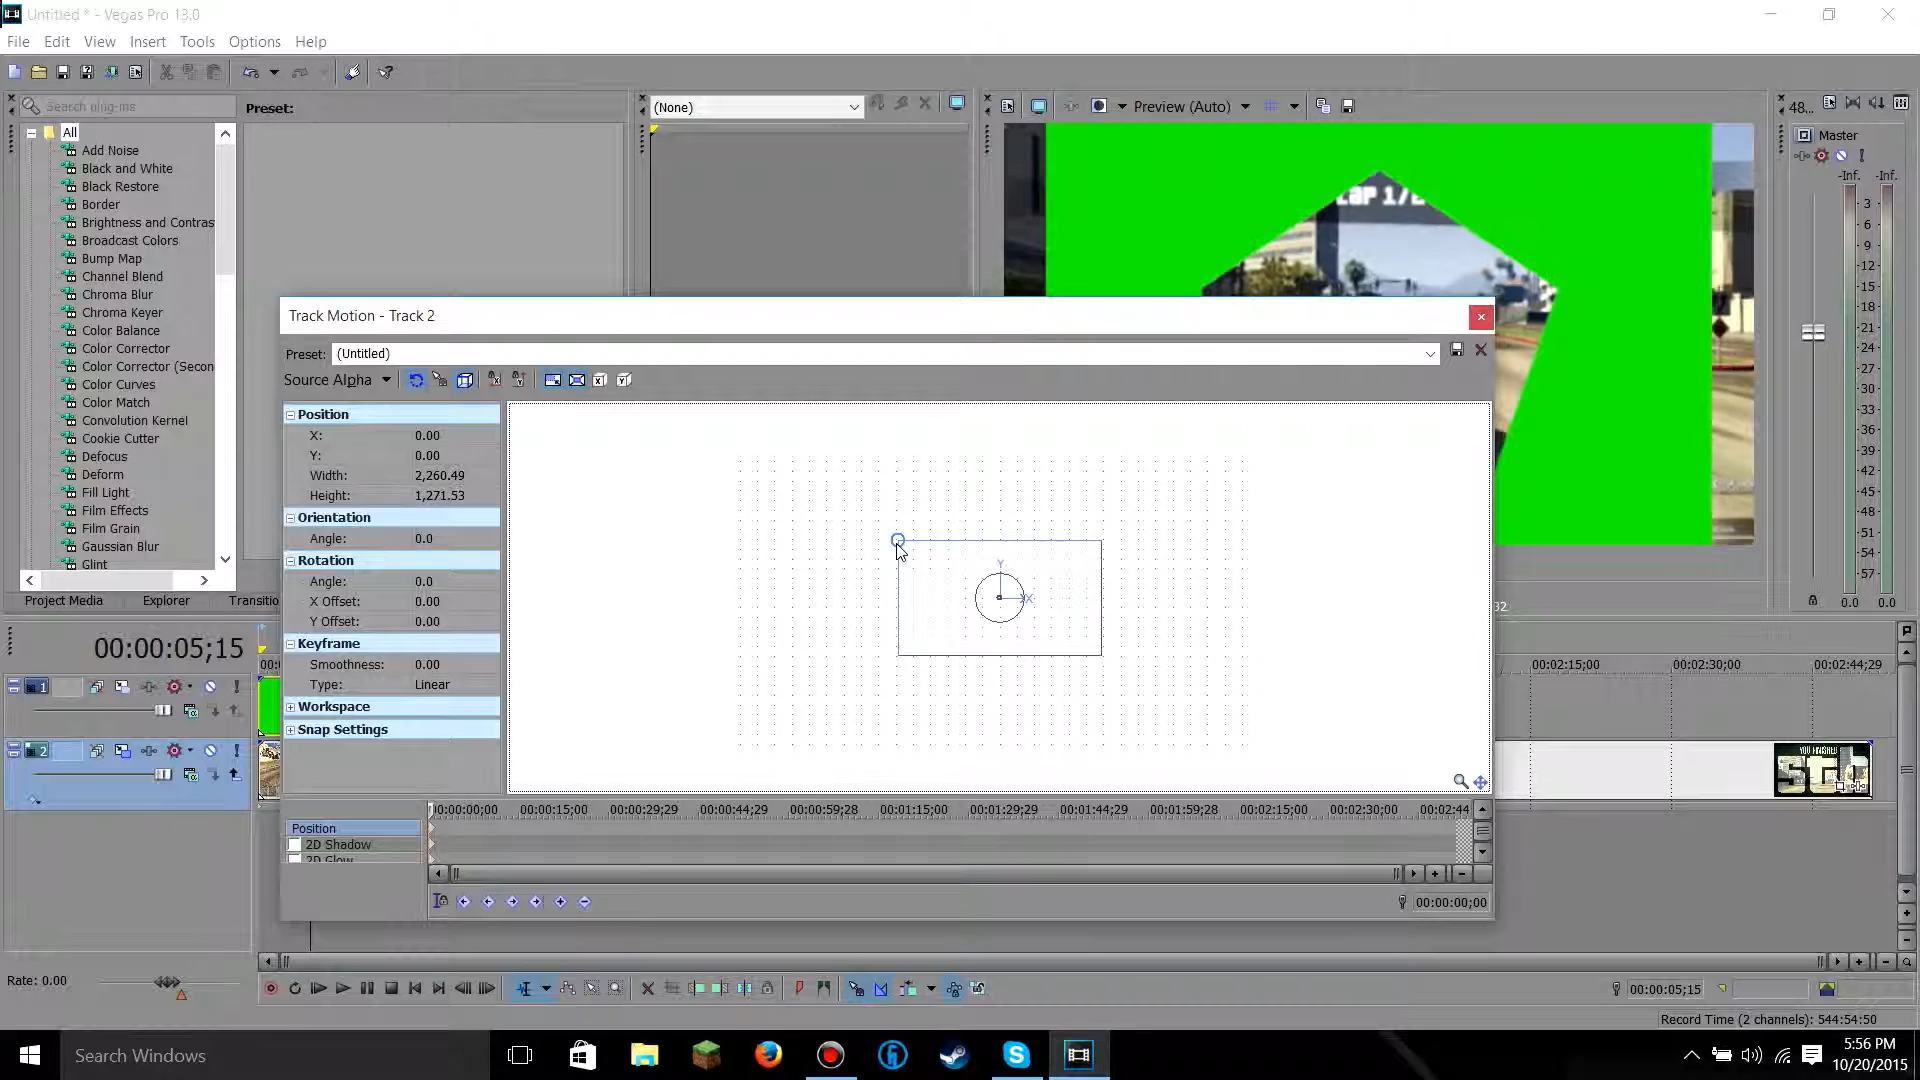 Untitled * - Vegas Pro 13.0
File Edit View Insert Tools Options Help
Search plug-ins
Preset:
(None)
Preview (Auto)
48...
Master
-Inf. -Inf.
All
Add Noise
Black and White
Black Restore
Border
Brightness and Contras
Broadcast Colors
Bump Map
Channel Blend
Chroma Blur
Chroma Keyer
Color Balance
Color Corrector
Color Corrector (Secon
Color Curves
Color Match
Convolution Kernel
Cookie Cutter
Defocus
Deform
Fill Light
Film Effects
Film Grain
Gaussian Blur
Glint
3
6
9
12
15
18
21
24
27
30
33
36
39
42
45
48
51
54
57
0.0 0.0
Project Media Explorer Transitio
Track Motion - Track 2
Preset: (Untitled)
Source Alpha
Position
X: 0.00
Y: 0.00
Width: 2,260.49
Height: 1,271.53
Orientation
Angle: 0.0
Rotation
Angle: 0.0
X Offset: 0.00
Y Offset: 0.00
Keyframe
Smoothness: 0.00
Type: Linear
Workspace
Snap Settings
Y
X
00:00:00;00 00:00:15;00 00:00:29;29 00:00:44;29 00:00:59;28 00:01:15;00 00:01:29;29 00:01:44;29 00:01:59;28 00:02:15;00 00:02:30;00 00:02:44
Position
2D Shadow
2D Glow
00:00:00;00
00:00:05;15
00:02:15;00 00:02:30;00 00:02:44;29
1
2
YOU FINISHED
Rate: 0.00
00:00:05;15
Record Time (2 channels): 544:54:50
Search Windows
5:56 PM
10/20/2015